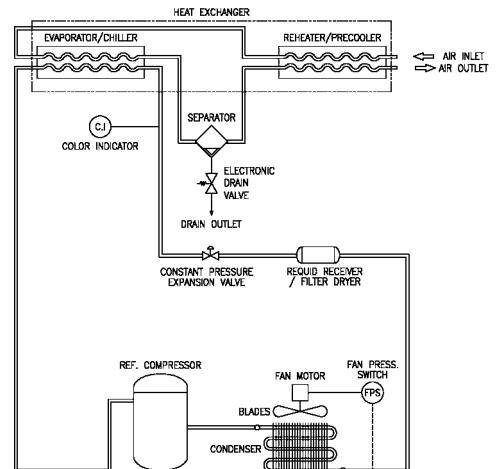 HEAT EXCHANGER
EVAPORATOR/CHILLER
REHEATER/PRECOOLER
AIR INLET
AIR OUTLET
C.I
COLOR INDICATOR
SEPARATOR
ELECTRONIC
DRAIN
VALVE
DRAIN OUTLET
CONSTANT PRESSURE
EXPANSION VALVE
REQUID RECEIVER
/ FILTER DRYER
REF. COMPRESSOR
FAN MOTOR
FAN PRESS.
SWITCH
FPS
BLADES
CONDENSER